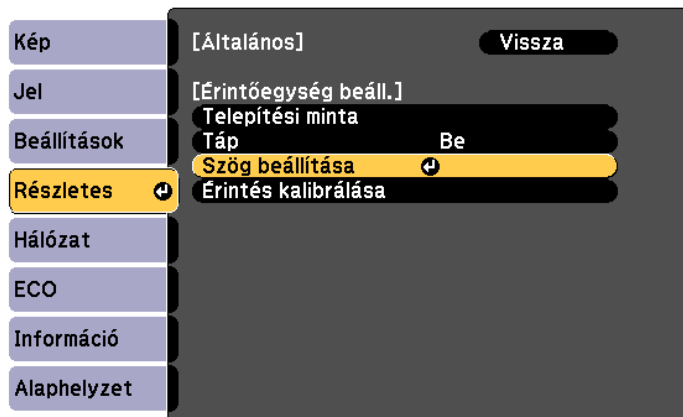 Kép
Jel
Beállítások
Részletes
Hálózat
ECO
Információ
Alaphelyzet
[Általános]
Vissza
[Érintőegység beáll.]
Telepítési minta
Táp Be
Szög beállítása
Érintés kalibrálása